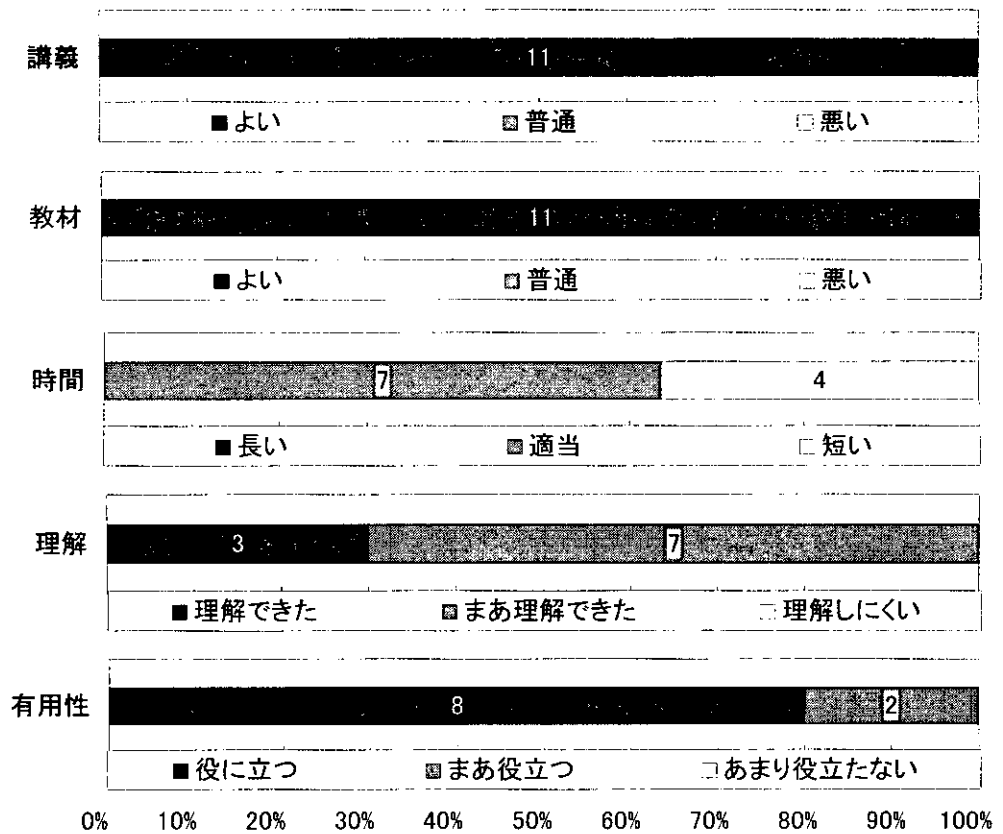 講義 11
■よい ▩普通 □悪い
教材 11
■よい ▩普通 □悪い
時間 7 4
■長い ▩適当 □短い
理解 3 7
■理解できた ▩まあ理解できた □理解しにくい
有用性 8 2
■役に立つ ▩まあ役立つ □あまり役立たない
0% 10% 20% 30% 40% 50% 60% 70% 80% 90% 100%